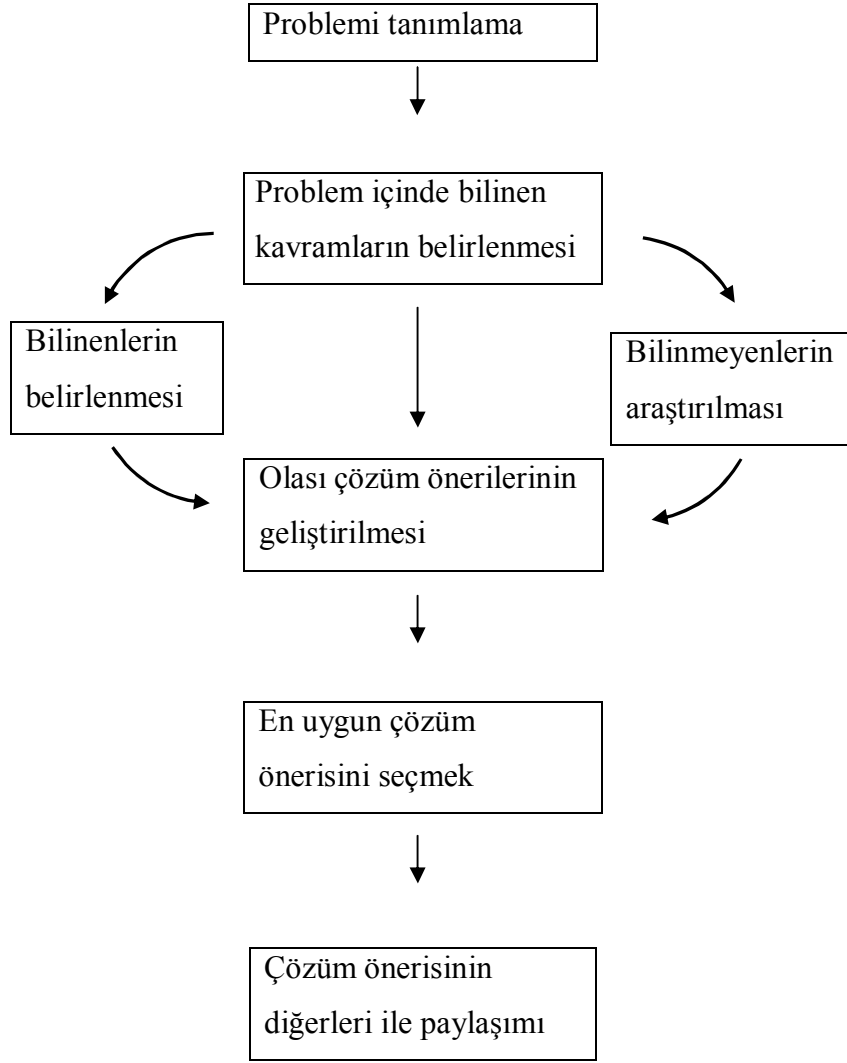 Problemi tanımlama
Problem içinde bilinen
kavramların belirlenmesi
Bilinenlerin
belirlenmesi
Bilinmeyenlerin
araştırılması
Olası çözüm önerilerinin
geliştirilmesi
En uygun çözüm
önerisini seçmek
Çözüm önerisinin
diğerleri ile paylaşımı